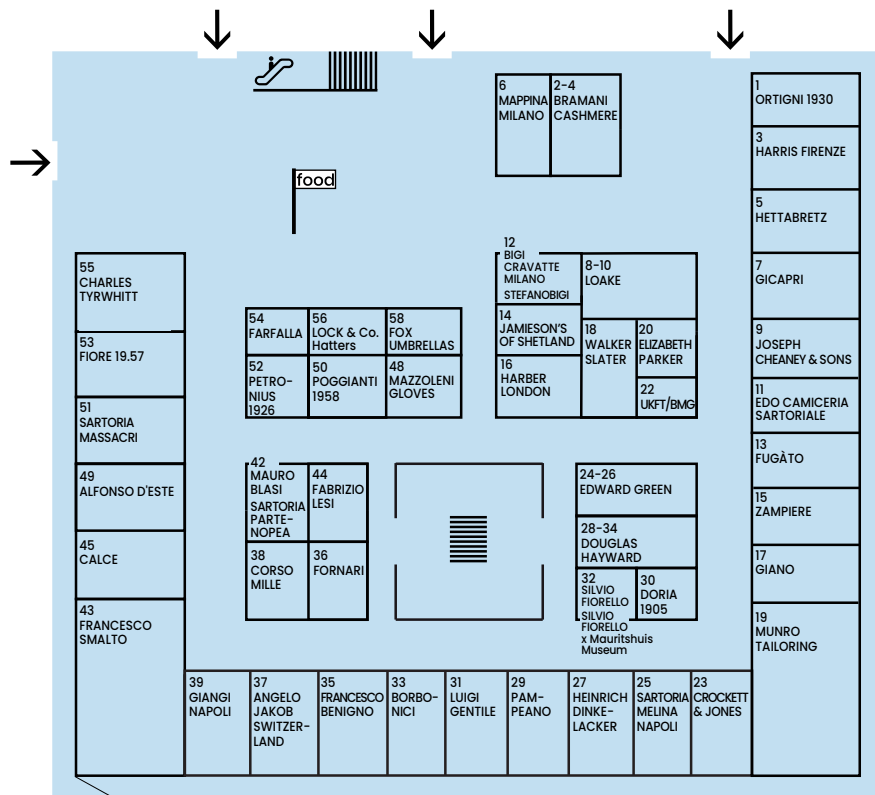 6
MAPPINA
MILANO
2-4
BRAMANI
CASHMERE
1
ORTIGNI 1930
3
HARRIS FIRENZE
food
5
HETTABRETZ
55
CHARLES
TYRWHITT
12
BIGI
CRAVATTE
MILANO
STEFANOBIGI
8-10
LOAKE
7
GICAPRI
54
FARFALLA
56
LOCK & Co.
Hatters
58
FOX
UMBRELLAS
14
JAMIESON'S
OF SHETLAND
18
WALKER
SLATER
20
ELIZABETH
PARKER
9
JOSEPH
CHEANEY & SONS
53
FIORE 19.57
52
PETRO-
NIUS
1926
50
POGGIANTI
1958
48
MAZZOLENI
GLOVES
16
HARBER
LONDON
22
UKFT/BMG
11
EDO CAMICERIA
SARTORIALE
51
SARTORIA
MASSACRI
13
FUGÀTO
49
ALFONSO D'ESTE
42
MAURO
BLASI
SARTORIA
PARTE-
NOPEA
44
FABRIZIO
LESI
24-26
EDWARD GREEN
15
ZAMPIERE
28-34
DOUGLAS
HAYWARD
45
CALCE
38
CORSO
MILLE
36
FORNARI
17
GIANO
32
SILVIO
FIORELLO
SILVIO
FIORELLO
x Mauritshuis
Museum
30
DORIA
1905
43
FRANCESCO
SMALTO
19
MUNRO
TAILORING
39
GIANGI
NAPOLI
37
ANGELO
JAKOB
SWITZER-
LAND
35
FRANCESCO
BENIGNO
33
BORBO-
NICI
31
LUIGI
GENTILE
29
PAM-
PEANO
27
HEINRICH
DINKE-
LACKER
25
SARTORIA
MELINA
NAPOLI
23
CROCKETT
& JONES